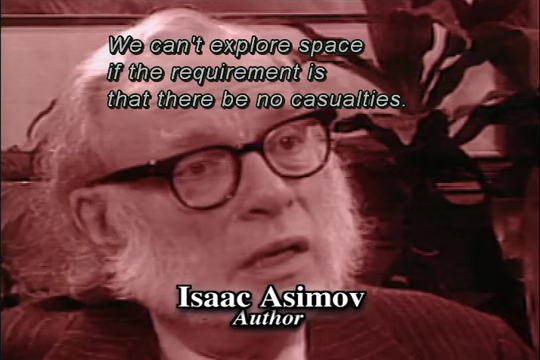 We can't explore space
if the requirement is
that there be no casualties.
Isaac Asimov
Author